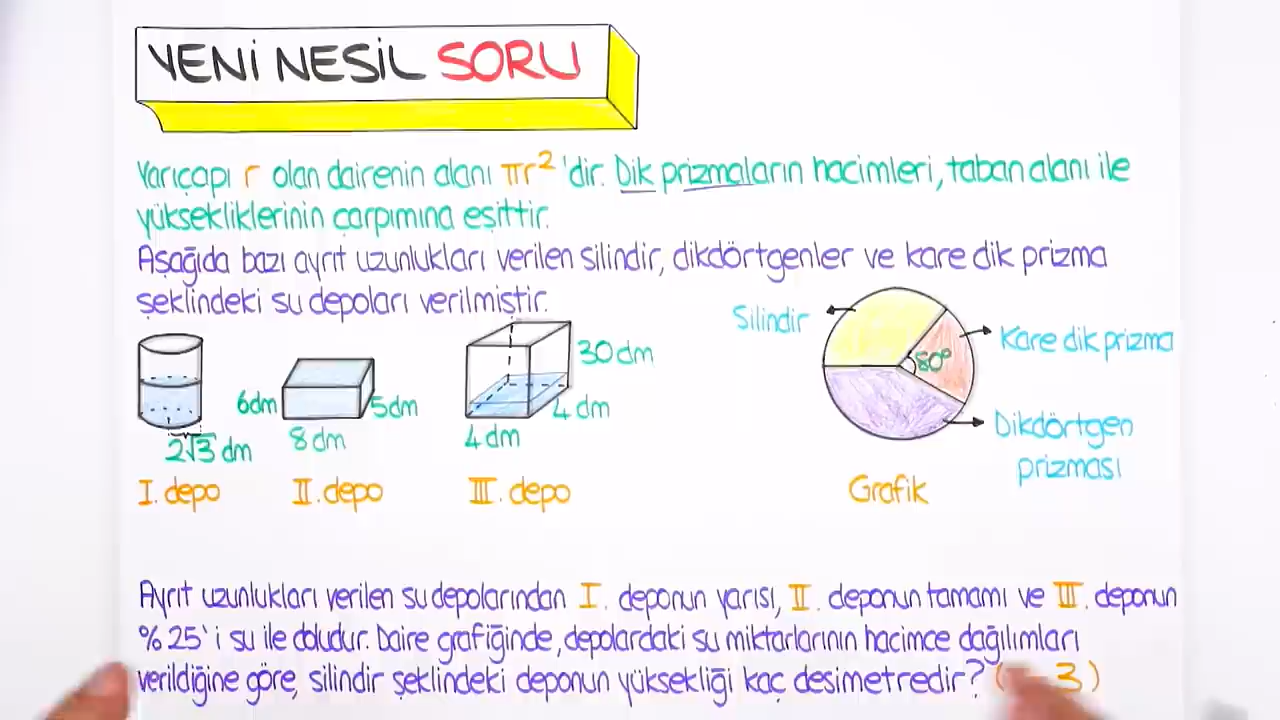 YENİ NESİL SORU
Yarıçapı r olan dairenin alanı πr²'dir. Dik prizmaların hacimleri, taban alanı ile
yüksekliklerinin çarpımına eşittir.
Aşağıda bazı ayrıt uzunlukları verilen silindir, dikdörtgenler ve kare dik prizma
şeklindeki su depoları verilmiştir.
Silindir
Kare dik prizma
80°
30 dm
6dm
5dm
4 dm
8 dm
4 dm
2√3 dm
Dikdörtgen
prizması
I. depo
II. depo
III. depo
Grafik
Ayrıt uzunlukları verilen su depolarından I. deponun yarısı, II. deponun tamamı ve III. deponun
%25'i su ile doludur. Daire grafiğinde, depolardaki su miktarlarının hacimce dağılımları
verildiğine göre, silindir şeklindeki deponun yüksekliği kaç desimetredir? ( 3 )